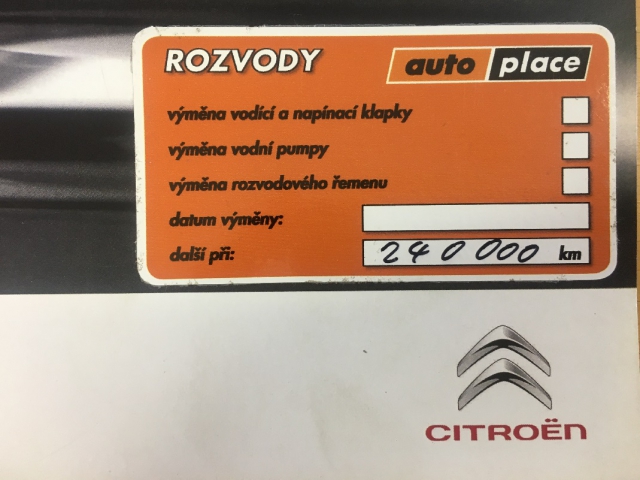 ROZVODY auto place
výměna vodící a napínací klapky
výměna vodní pumpy
výměna rozvodového řemenu
datum výměny:
další při: 240 000 km
CITROËN